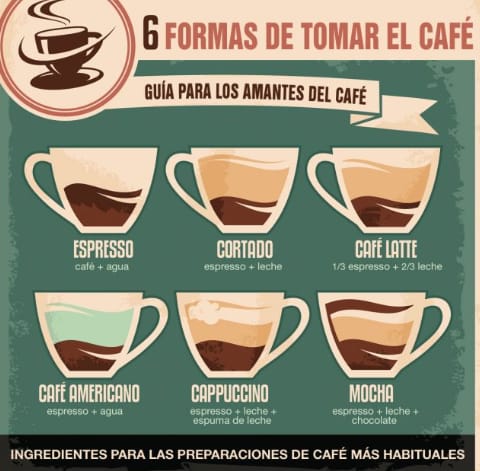 6 FORMAS DE TOMAR EL CAFÉ
GUÍA PARA LOS AMANTES DEL CAFÉ
ESPRESSO
café + agua
CORTADO
espresso + leche
CAFÉ LATTE
1/3 espresso + 2/3 leche
CAFÉ AMERICANO
espresso + agua
CAPPUCCINO
espresso + leche +
espuma de leche
MOCHA
espresso + leche +
chocolate
INGREDIENTES PARA LAS PREPARACIONES DE CAFÉ MÁS HABITUALES